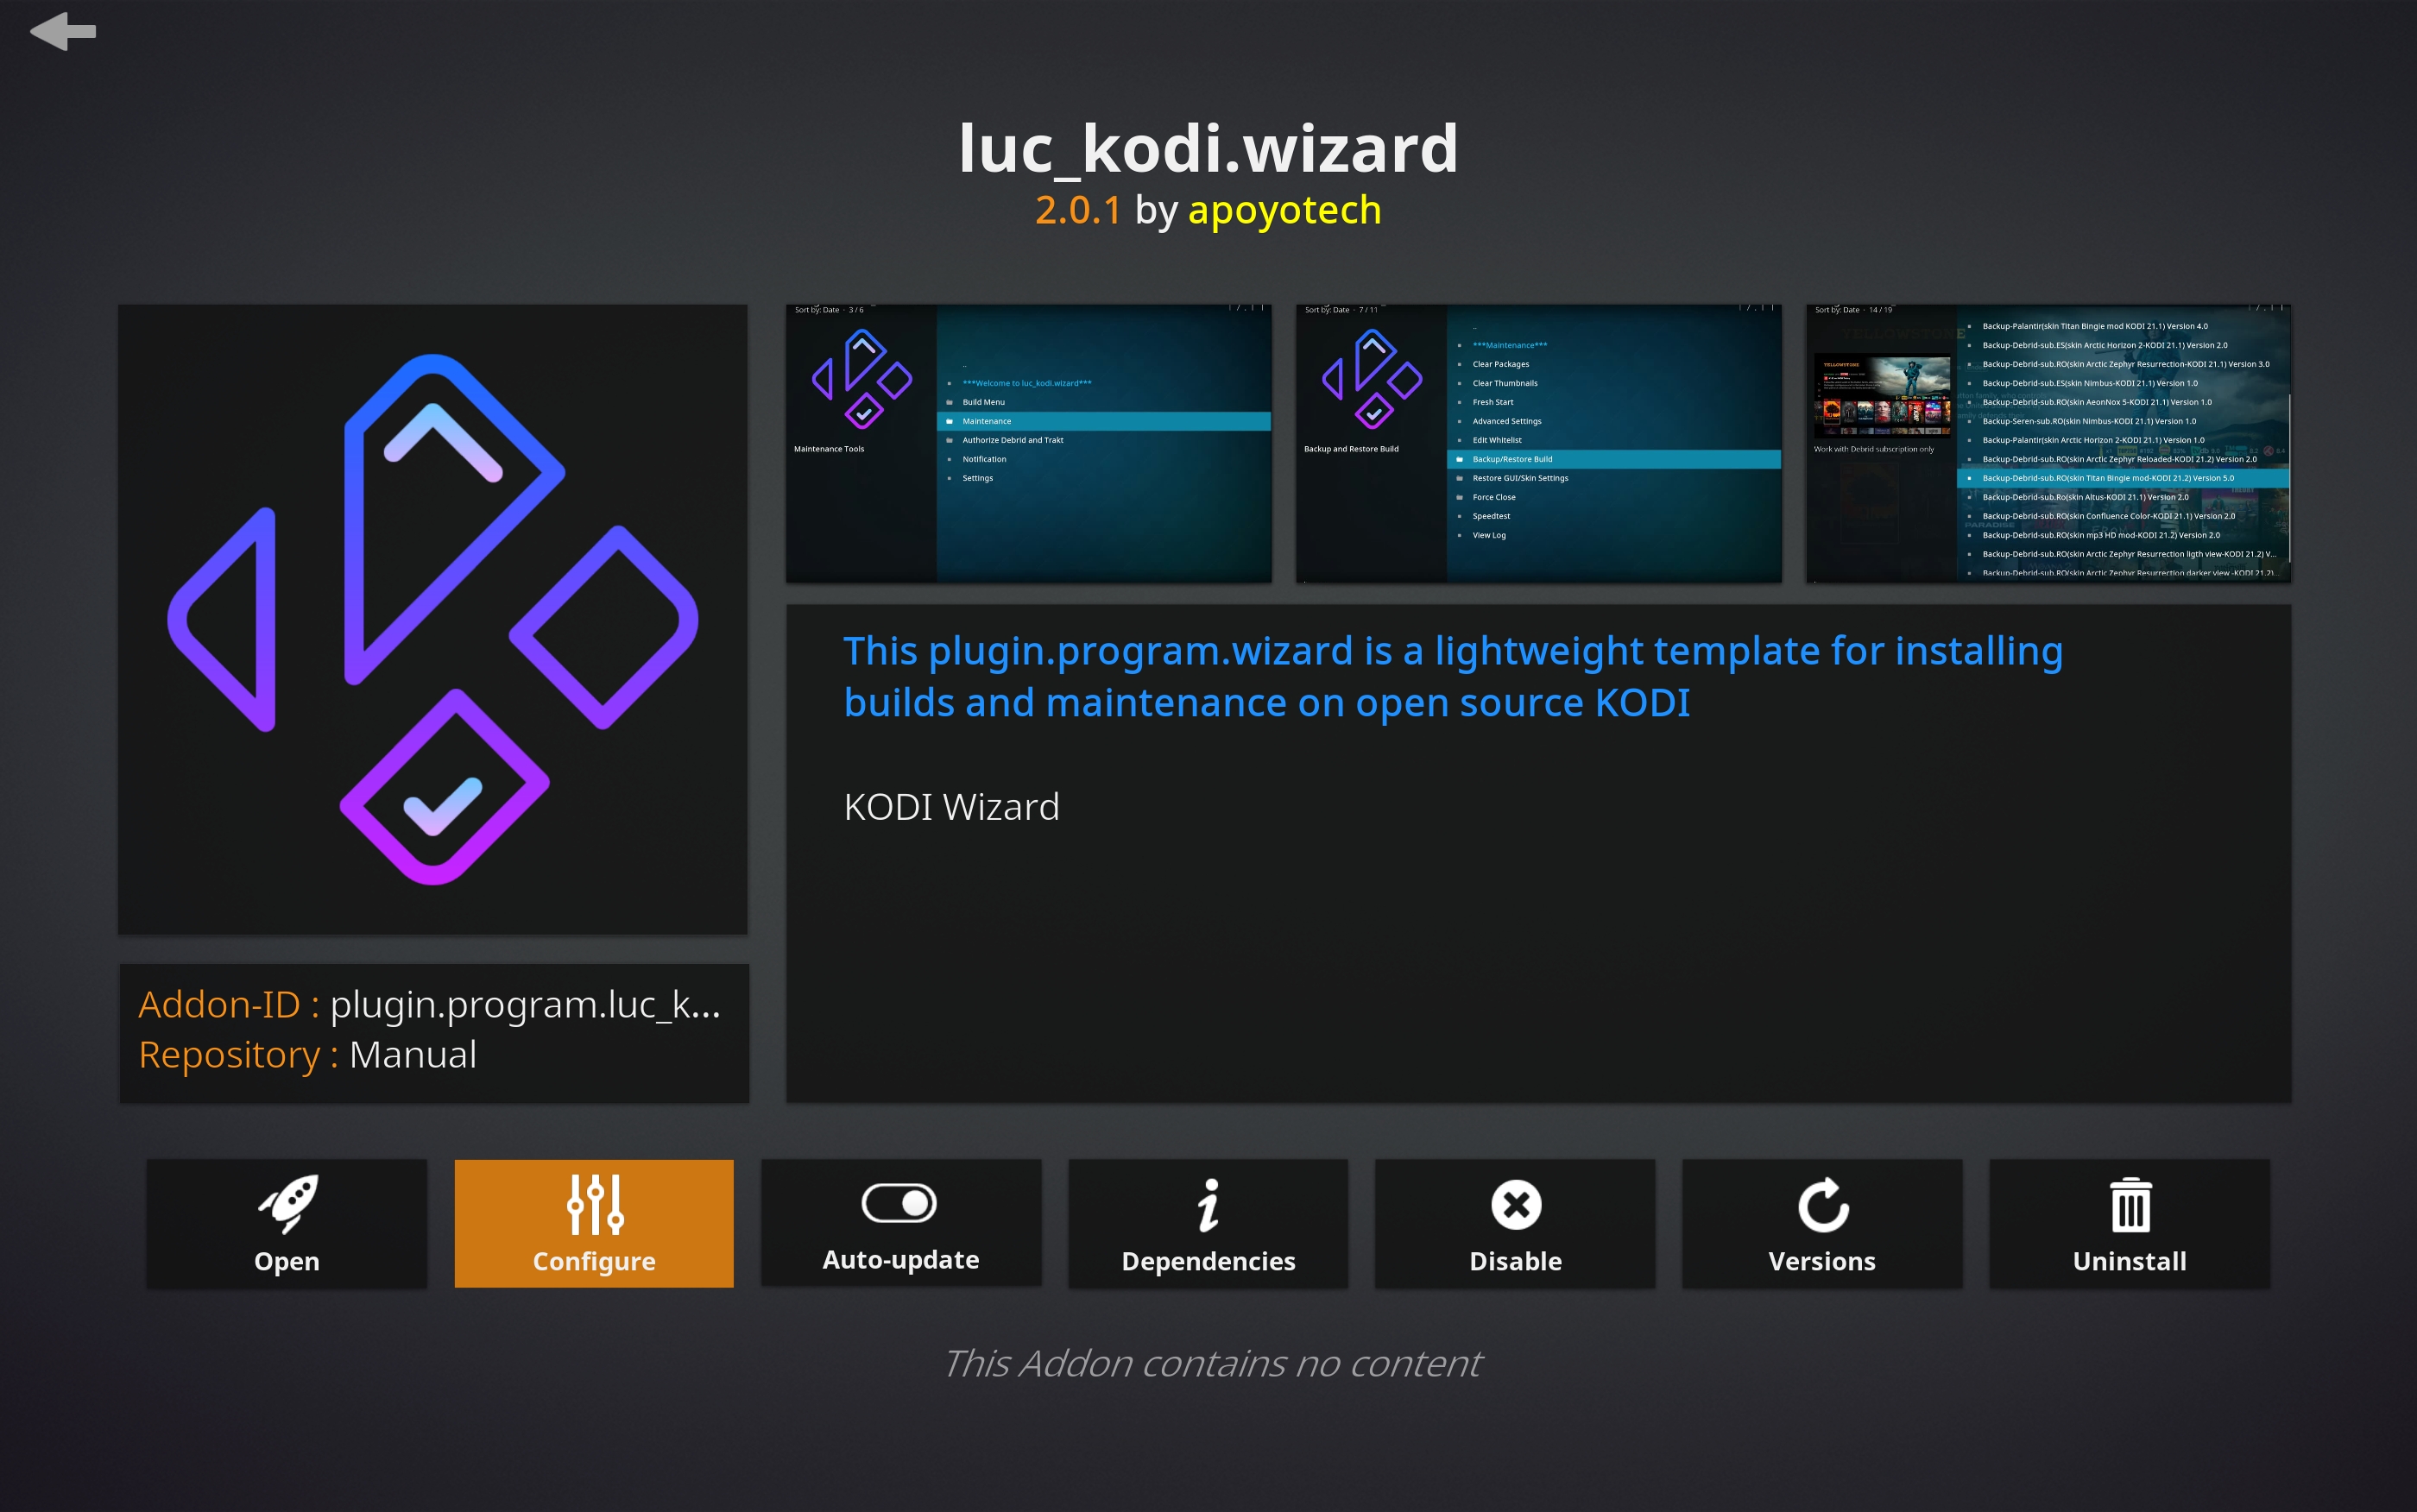 luc_kodi.wizard
2.0.1 by apoyotech
Sort by: Date · 3 / 6
..
***Welcome to luc_kodi.wizard***
Build Menu
Maintenance
Authorize Debrid and Trakt
Notification
Settings
Maintenance Tools
Sort by: Date · 7 / 11
..
***Maintenance***
Clear Packages
Clear Thumbnails
Fresh Start
Advanced Settings
Edit Whitelist
Backup/Restore Build
Restore GUI/Skin Settings
Force Close
Speedtest
View Log
Backup and Restore Build
Sort by: Date · 14 / 19
YELLOWSTONE
Backup-Palantir(skin Titan Bingie mod KODI 21.1) Version 4.0
Backup-Debrid-sub.ES(skin Arctic Horizon 2-KODI 21.1) Version 2.0
Backup-Debrid-sub.RO(skin Arctic Zephyr Resurrection-KODI 21.1) Version 3.0
Backup-Debrid-sub.ES(skin Nimbus-KODI 21.1) Version 1.0
Backup-Debrid-sub.RO(skin AeonNox 5-KODI 21.1) Version 1.0
Backup-Seren-sub.RO(skin Nimbus-KODI 21.1) Version 1.0
Backup-Palantir(skin Arctic Horizon 2-KODI 21.1) Version 1.0
Backup-Debrid-sub.RO(skin Arctic Zephyr Reloaded-KODI 21.1) Version 2.0
Backup-Debrid-sub.RO(skin Titan Bingie mod-KODI 21.2) Version 5.0
Backup-Debrid-sub.Ro(skin Altus-KODI 21.1) Version 2.0
Backup-Debrid-sub.RO(skin Confluence Color-KODI 21.1) Version 2.0
Backup-Debrid-sub.RO(skin mp3 HD mod-KODI 21.2) Version 2.0
Backup-Debrid-sub.RO(skin Arctic Zephyr Resurrection ligth view-KODI 21.2) V...
Backup-Debrid-sub.RO(skin Arctic Zephyr Resurrection darker view -KODI 21.2)...
Work with Debrid subscription only
This plugin.program.wizard is a lightweight template for installing
builds and maintenance on open source KODI
KODI Wizard
Addon-ID : plugin.program.luc_k...
Repository : Manual
Open
Configure
Auto-update
Dependencies
Disable
Versions
Uninstall
This Addon contains no content